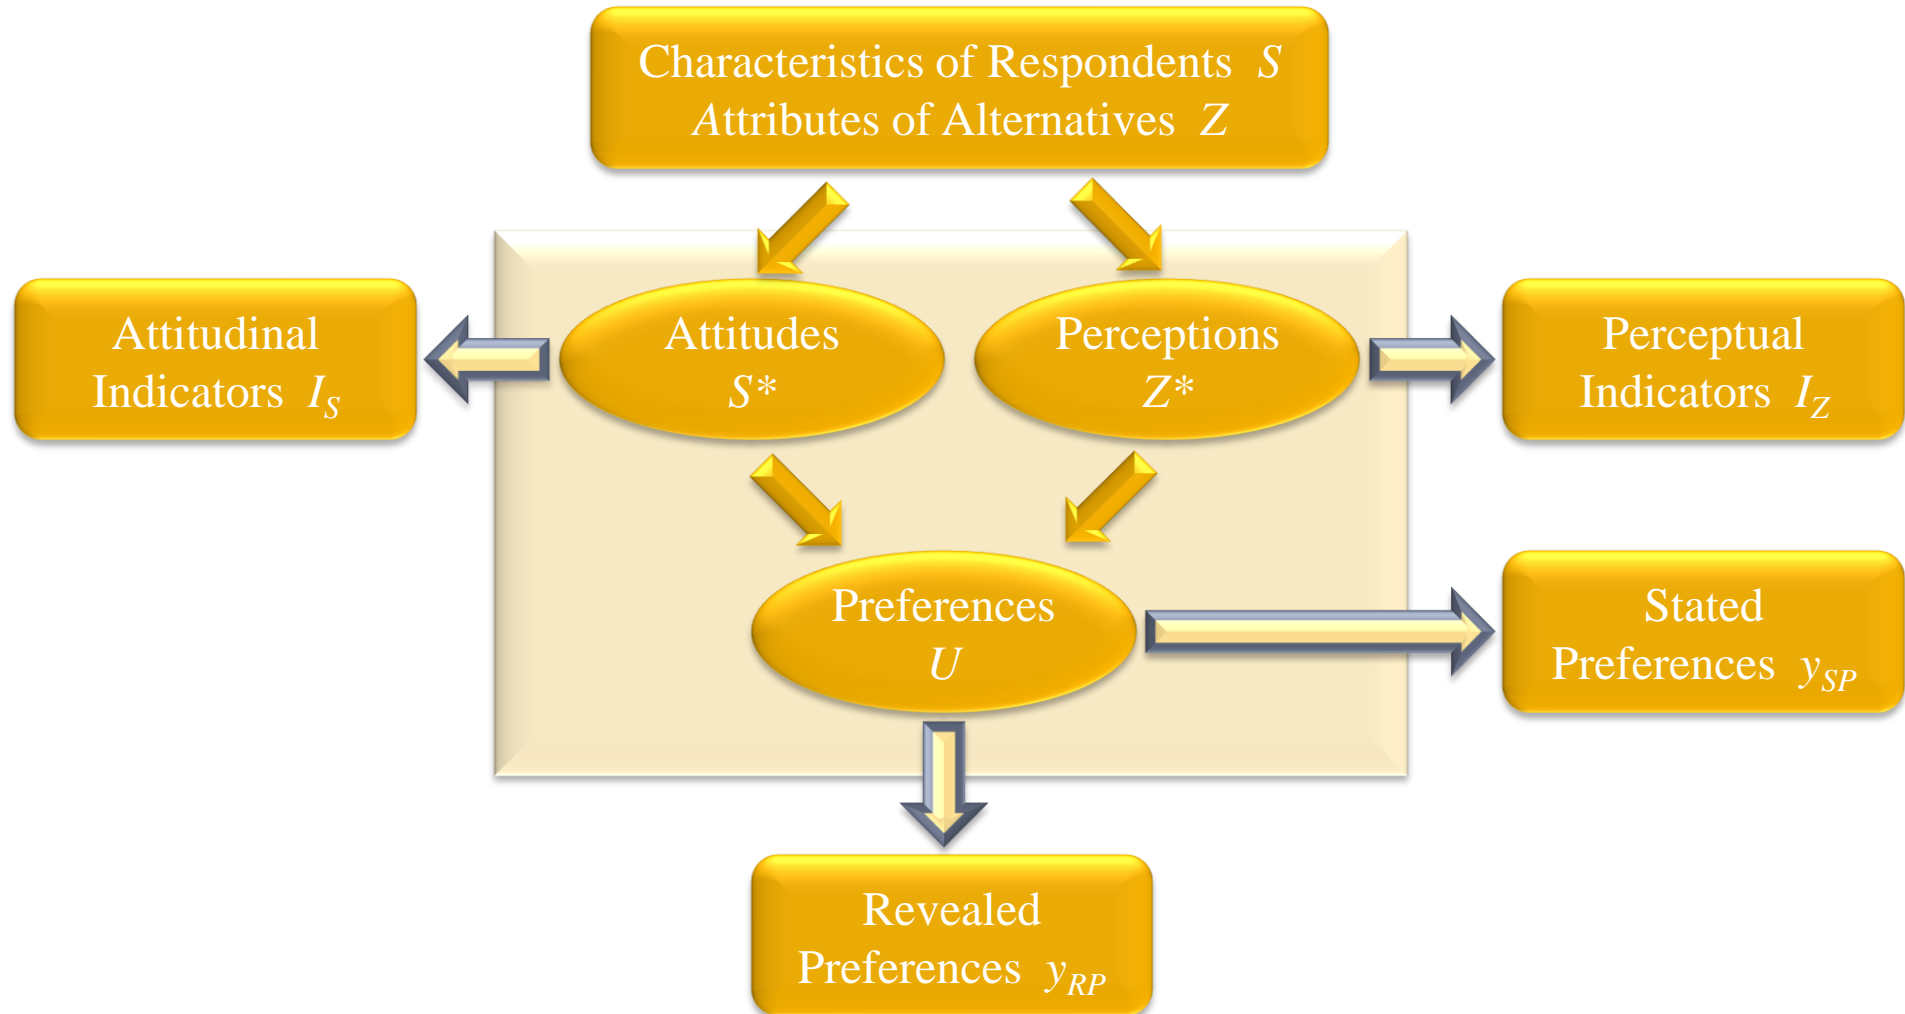 Characteristics of Respondents S
Attributes of Alternatives Z
Attitudinal
Indicators I_S
Attitudes
S*
Perceptions
Z*
Perceptual
Indicators I_Z
Preferences
U
Stated
Preferences y_SP
Revealed
Preferences y_RP